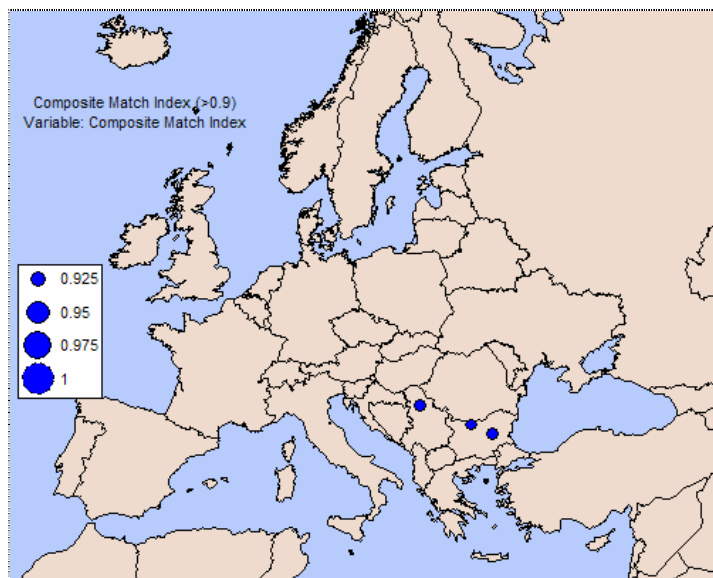 Composite Match Index (>0.9)
Variable: Composite Match Index
0.925
0.95
0.975
1